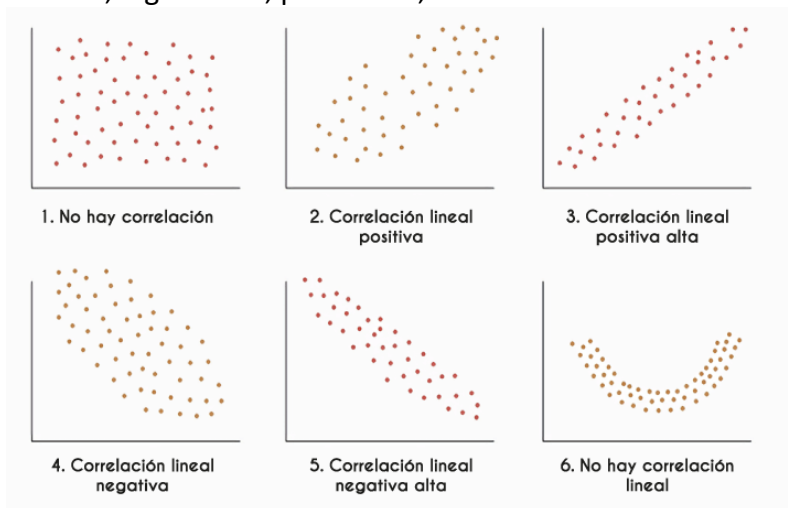 1. No hay correlación
2. Correlación lineal
positiva
3. Correlación lineal
positiva alta
4. Correlación lineal
negativa
5. Correlación lineal
negativa alta
6. No hay correlación
lineal